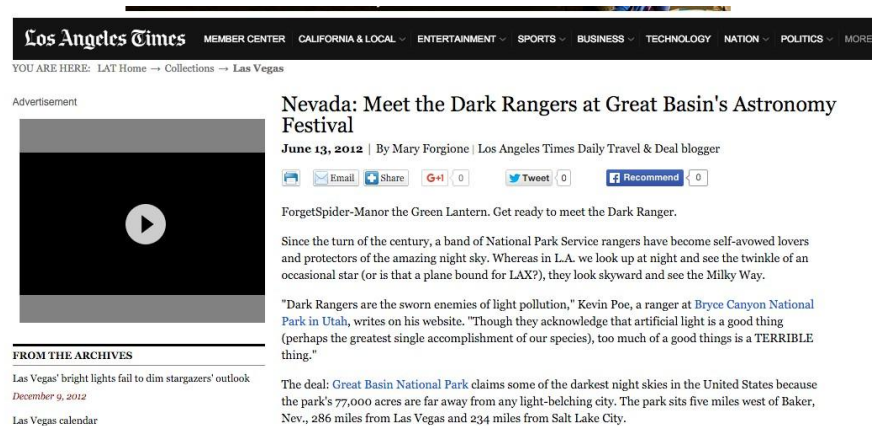 Los Angeles Times
MEMBER CENTER CALIFORNIA & LOCAL ENTERTAINMENT SPORTS BUSINESS TECHNOLOGY NATION POLITICS MORE
YOU ARE HERE: LAT Home → Collections → Las Vegas
Advertisement
Nevada: Meet the Dark Rangers at Great Basin's Astronomy
Festival
June 13, 2012 | By Mary Forgione | Los Angeles Times Daily Travel & Deal blogger
Email Share G+1 0 Tweet 0 Recommend 0
ForgetSpider-Manor the Green Lantern. Get ready to meet the Dark Ranger.
Since the turn of the century, a band of National Park Service rangers have become self-avowed lovers
and protectors of the amazing night sky. Whereas in L.A. we look up at night and see the twinkle of an
occasional star (or is that a plane bound for LAX?), they look skyward and see the Milky Way.
"Dark Rangers are the sworn enemies of light pollution," Kevin Poe, a ranger at Bryce Canyon National
Park in Utah, writes on his website. "Though they acknowledge that artificial light is a good thing
(perhaps the greatest single accomplishment of our species), too much of a good things is a TERRIBLE
thing."
The deal: Great Basin National Park claims some of the darkest night skies in the United States because
the park's 77,000 acres are far away from any light-belching city. The park sits five miles west of Baker,
Nev., 286 miles from Las Vegas and 234 miles from Salt Lake City.
FROM THE ARCHIVES
Las Vegas' bright lights fail to dim stargazers' outlook
December 9, 2012
Las Vegas calendar